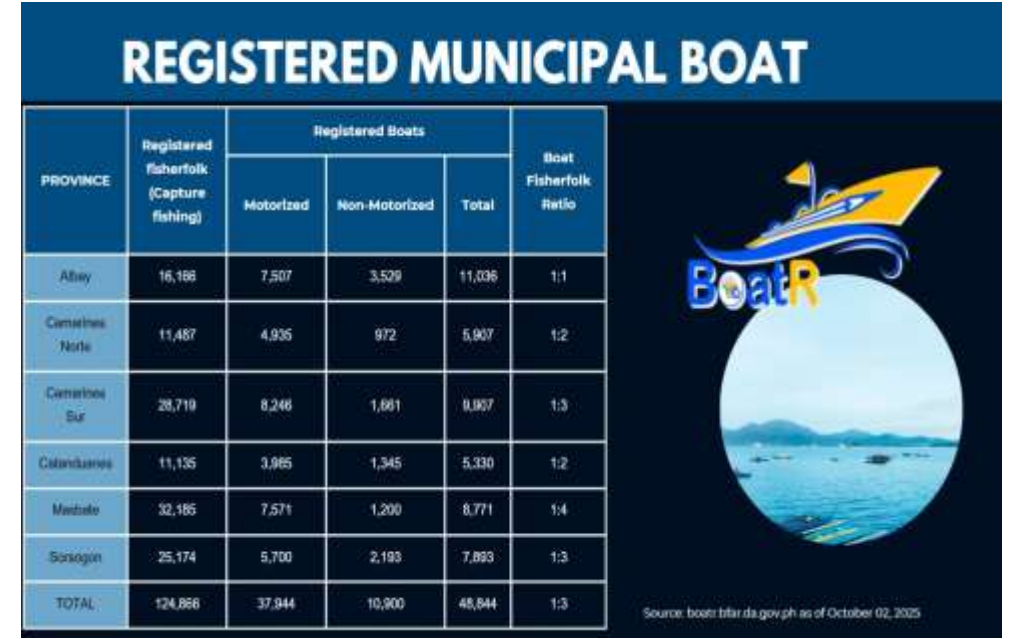 REGISTERED MUNICIPAL BOAT
PROVINCE
Registered
fisherfolk
(Capture
fishing)
Registered Boats
Motorized Non-Motorized Total
Boat
Fisherfolk
Ratio
Albay 16,166 7,507 3,529 11,036 1:1
Camarines
Norte
11,487 4,935 972 5,907 1:2
Camarines
Sur
28,719 8,246 1,661 9,907 1:3
Catanduanes 11,135 3,985 1,345 5,330 1:2
Masbate 32,185 7,571 1,200 8,771 1:4
Sorsogon 25,174 5,700 2,193 7,893 1:3
TOTAL 124,866 37,944 10,900 48,844 1:3
BoatR
Source: boatr.bfar.da.gov.ph as of October 02, 2025